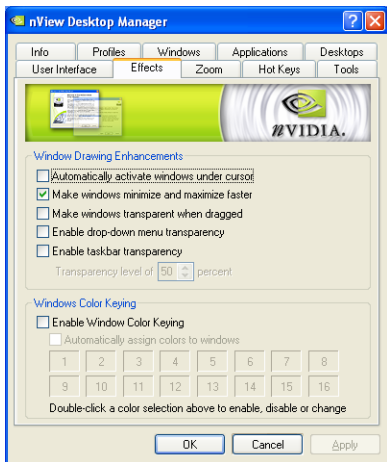 nView Desktop Manager
Info Profiles Windows Applications Desktops
User Interface Effects Zoom Hot Keys Tools
NVIDIA.
Window Drawing Enhancements
Automatically activate windows under cursor
Make windows minimize and maximize faster
Make windows transparent when dragged
Enable drop-down menu transparency
Enable taskbar transparency
Transparency level of 50 percent
Windows Color Keying
Enable Window Color Keying
Automatically assign colors to windows
1 2 3 4 5 6 7 8
9 10 11 12 13 14 15 16
Double-click a color selection above to enable, disable or change
OK Cancel Apply